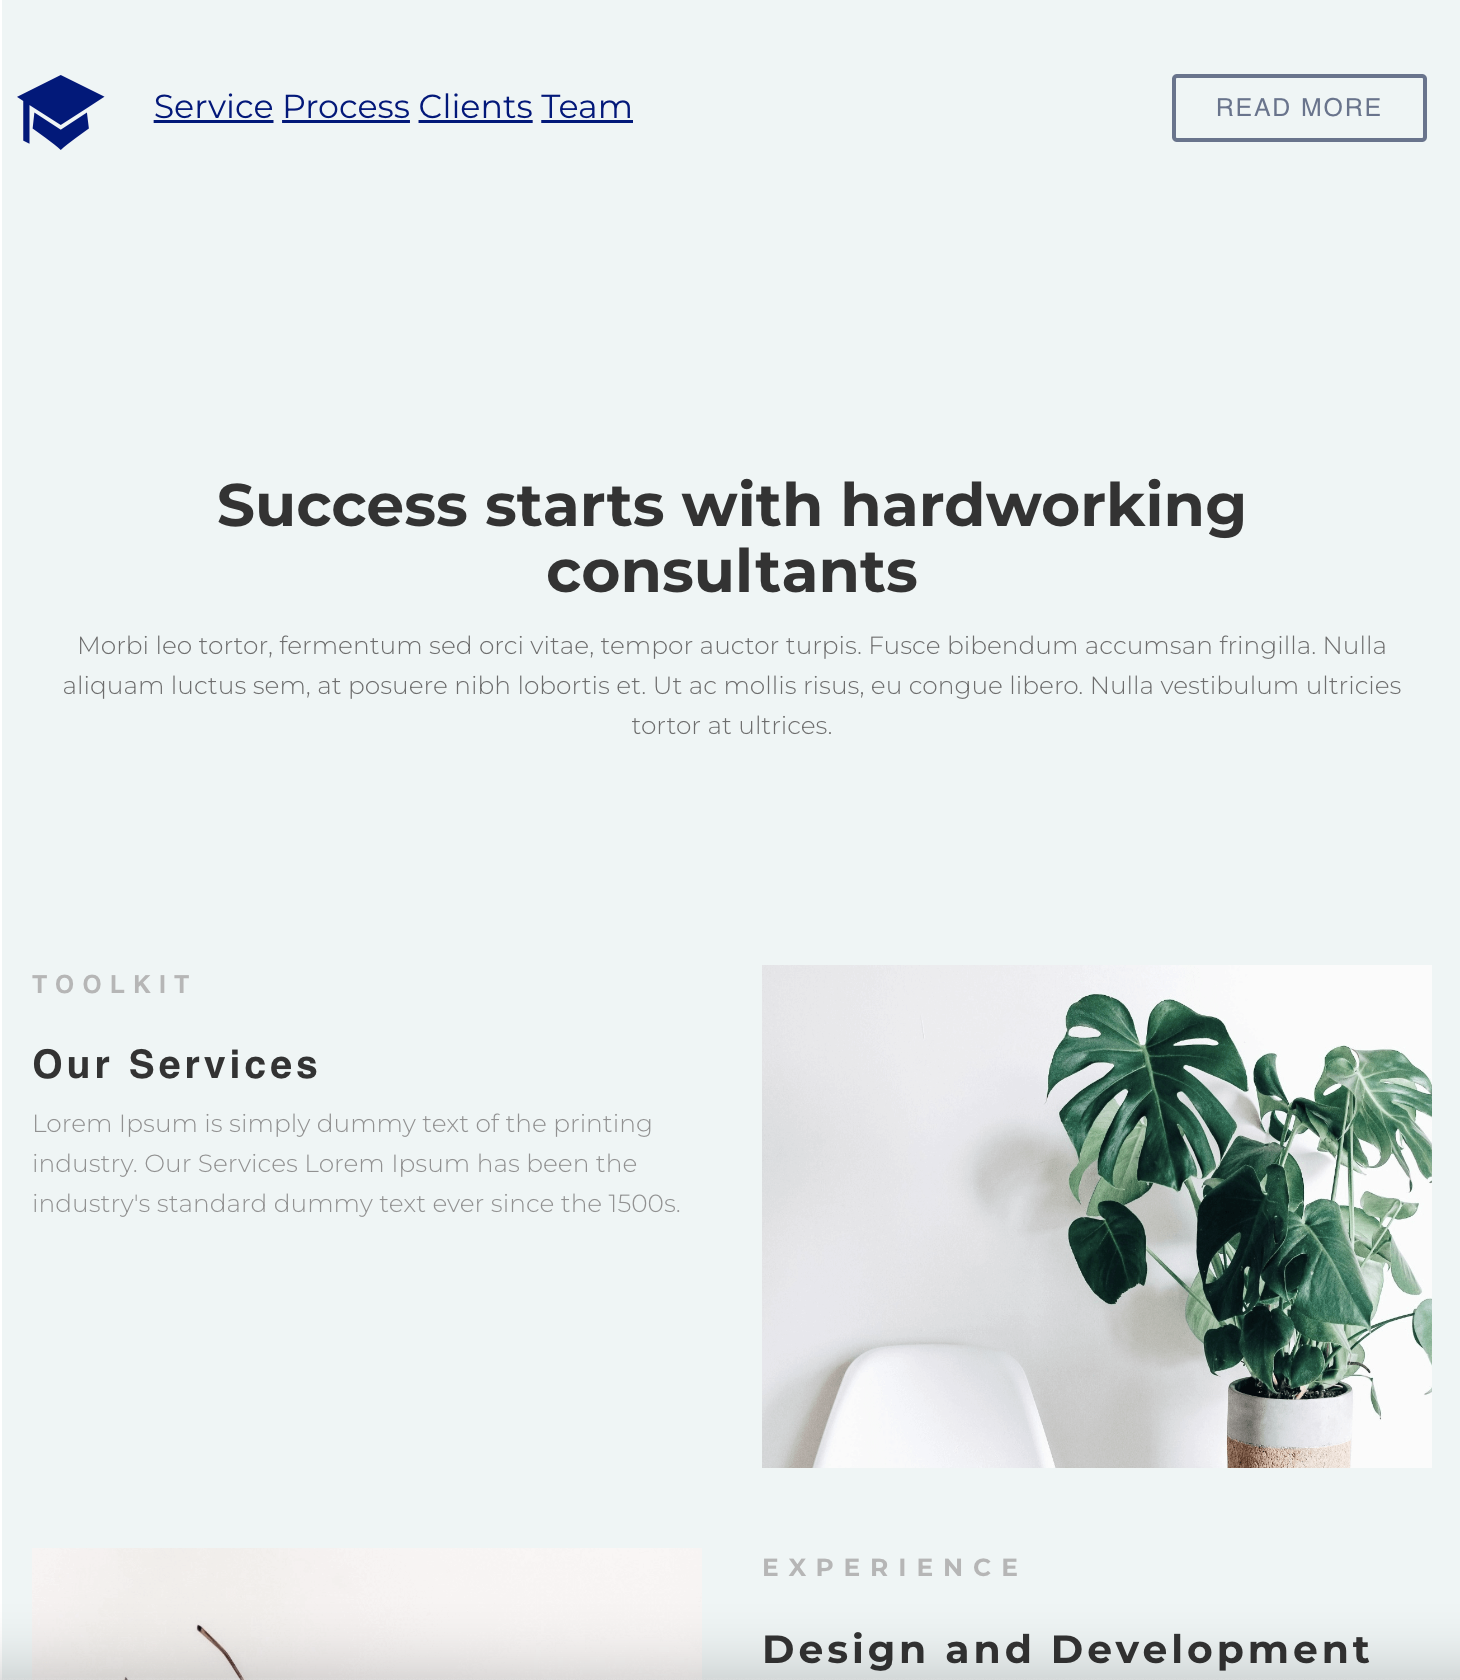 Service Process Clients Team
READ MORE
Success starts with hardworking
consultants
Morbi leo tortor, fermentum sed orci vitae, tempor auctor turpis. Fusce bibendum accumsan fringilla. Nulla
aliquam luctus sem, at posuere nibh lobortis et. Ut ac mollis risus, eu congue libero. Nulla vestibulum ultricies
tortor at ultrices.
TOOLKIT
Our Services
Lorem Ipsum is simply dummy text of the printing
industry. Our Services Lorem Ipsum has been the
industry's standard dummy text ever since the 1500s.
EXPERIENCE
Design and Development